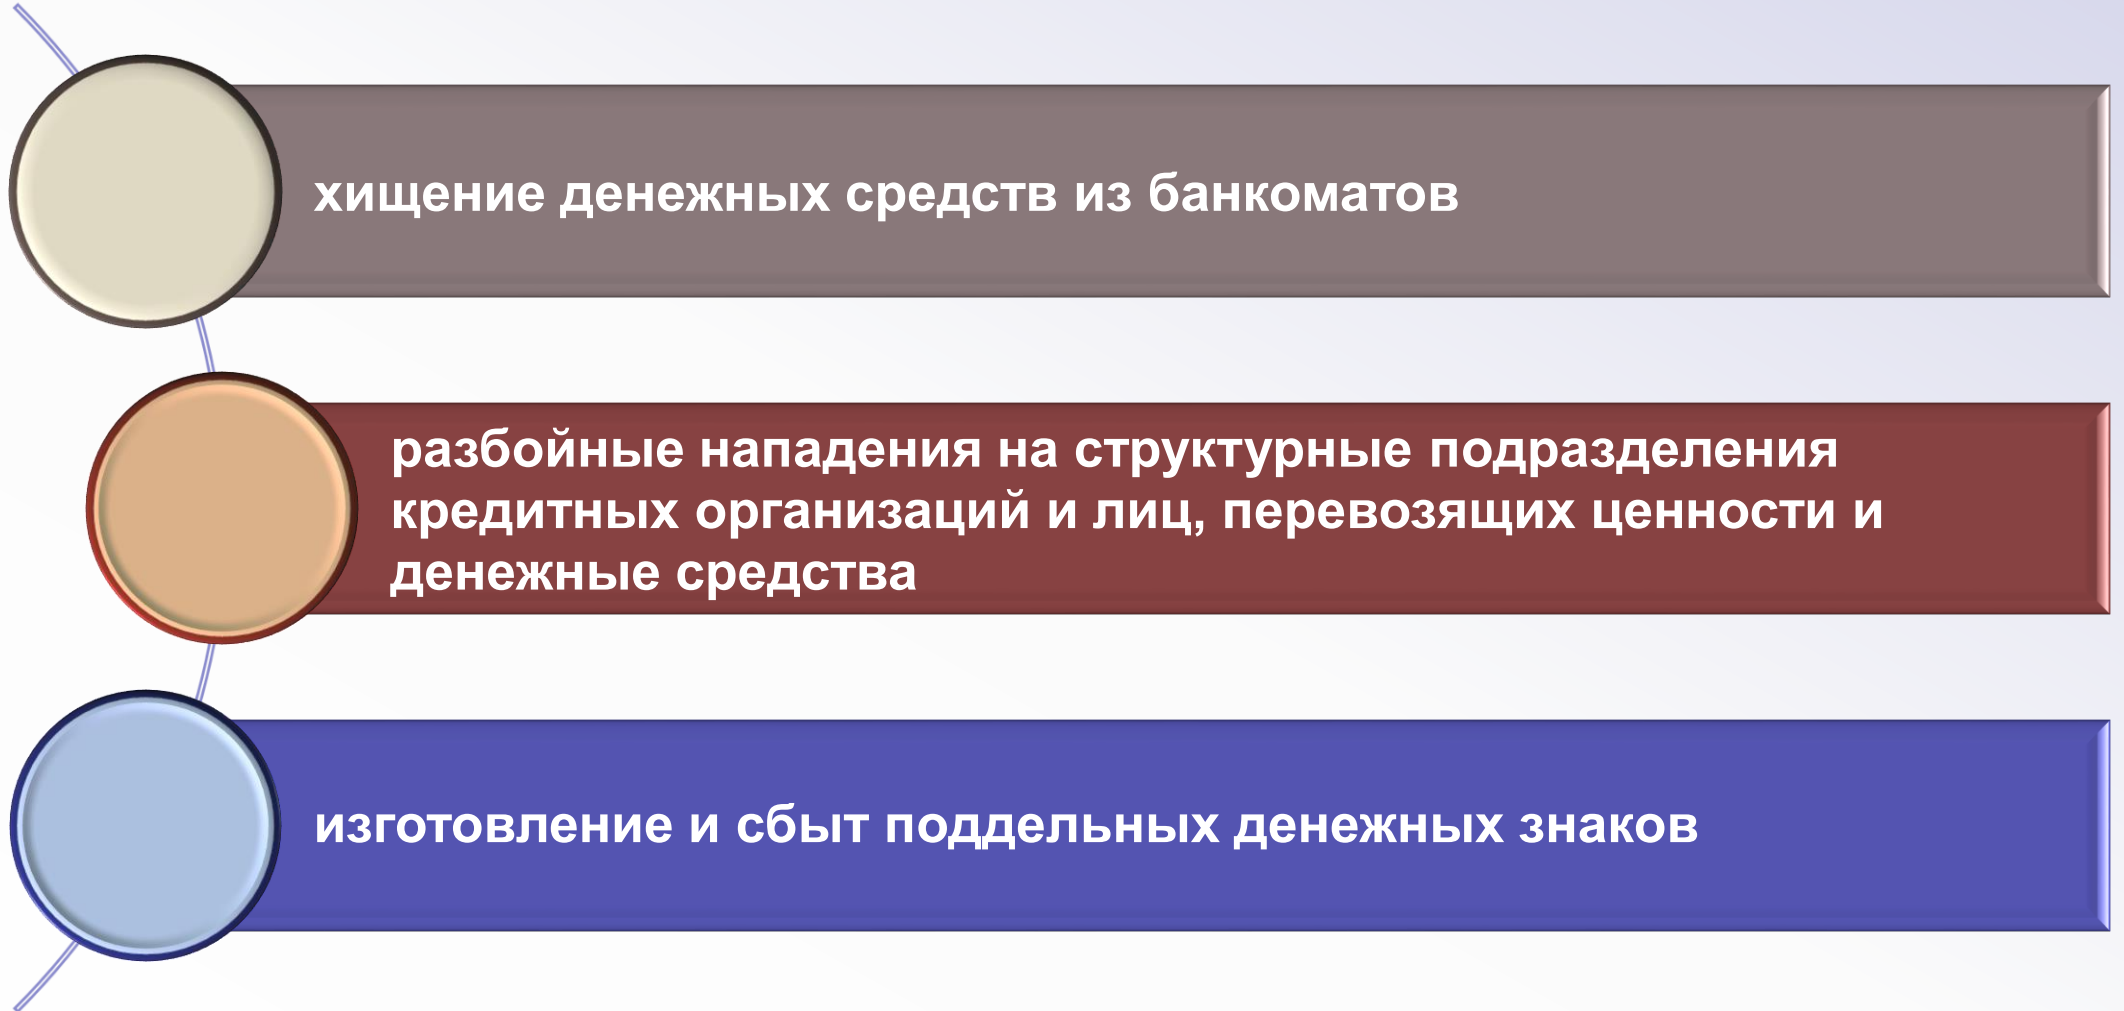 хищение денежных средств из банкоматов
разбойные нападения на структурные подразделения
кредитных организаций и лиц, перевозящих ценности и
денежные средства
изготовление и сбыт поддельных денежных знаков